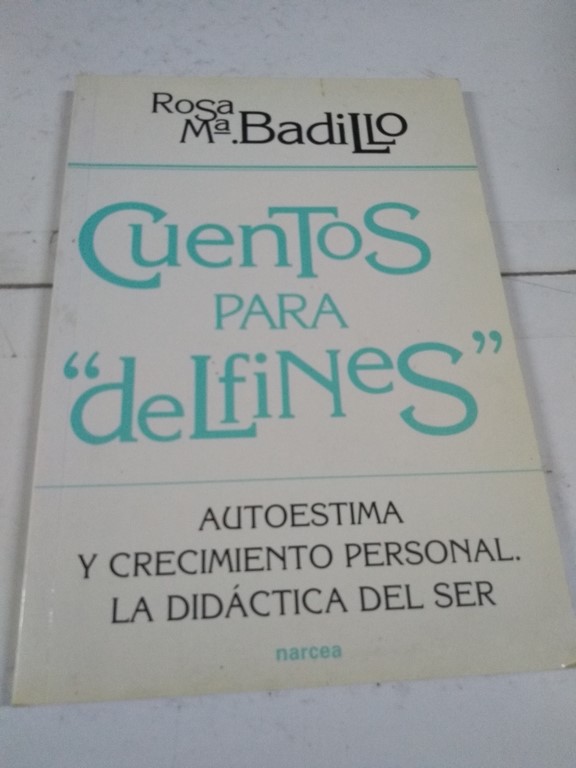 Rosa
Mª. Badillo
Cuentos
PARA
“delfines”
AUTOESTIMA
Y CRECIMIENTO PERSONAL.
LA DIDÁCTICA DEL SER
narcea